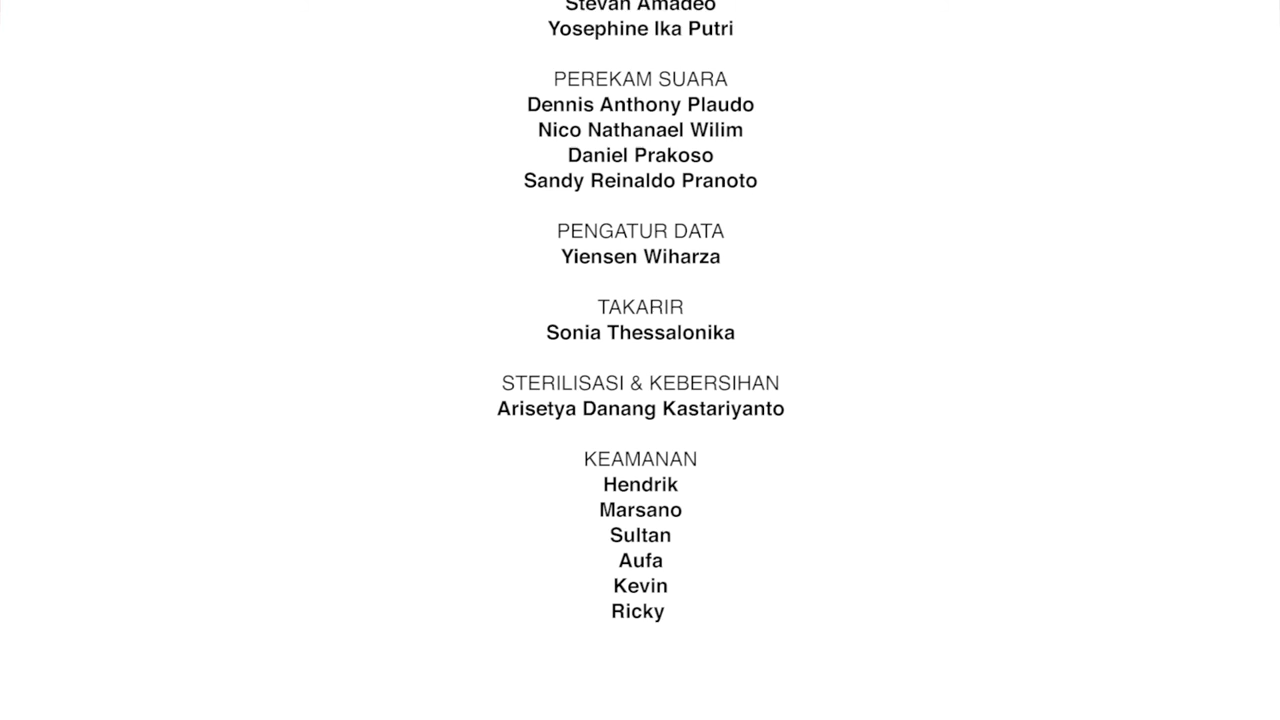 Stevan Amadeo
Yosephine Ika Putri
PEREKAM SUARA
Dennis Anthony Plaudo
Nico Nathanael Wilim
Daniel Prakoso
Sandy Reinaldo Pranoto
PENGATUR DATA
Yiensen Wiharza
TAKARIR
Sonia Thessalonika
STERILISASI & KEBERSIHAN
Arisetya Danang Kastariyanto
KEAMANAN
Hendrik
Marsano
Sultan
Aufa
Kevin
Ricky